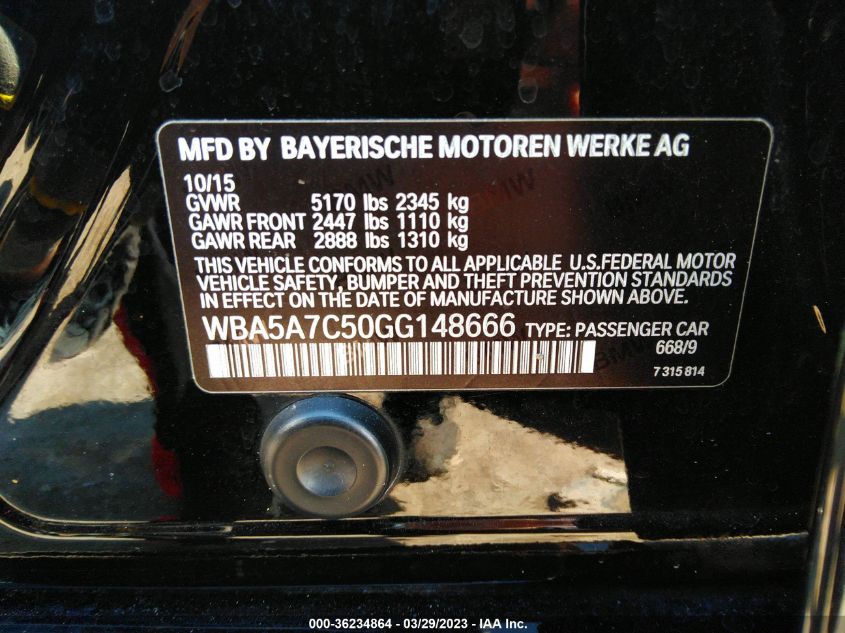 MFD BY BAYERISCHE MOTOREN WERKE AG
10/15
GVWR 5170 lbs 2345 kg
GAWR FRONT 2447 lbs 1110 kg
GAWR REAR 2888 lbs 1310 kg
THIS VEHICLE CONFORMS TO ALL APPLICABLE U.S.FEDERAL MOTOR
VEHICLE SAFETY, BUMPER AND THEFT PREVENTION STANDARDS
IN EFFECT ON THE DATE OF MANUFACTURE SHOWN ABOVE.
WBA5A7C50GG148666 TYPE: PASSENGER CAR
668/9
7 315 814
000-36234864 - 03/29/2023 - IAA Inc.